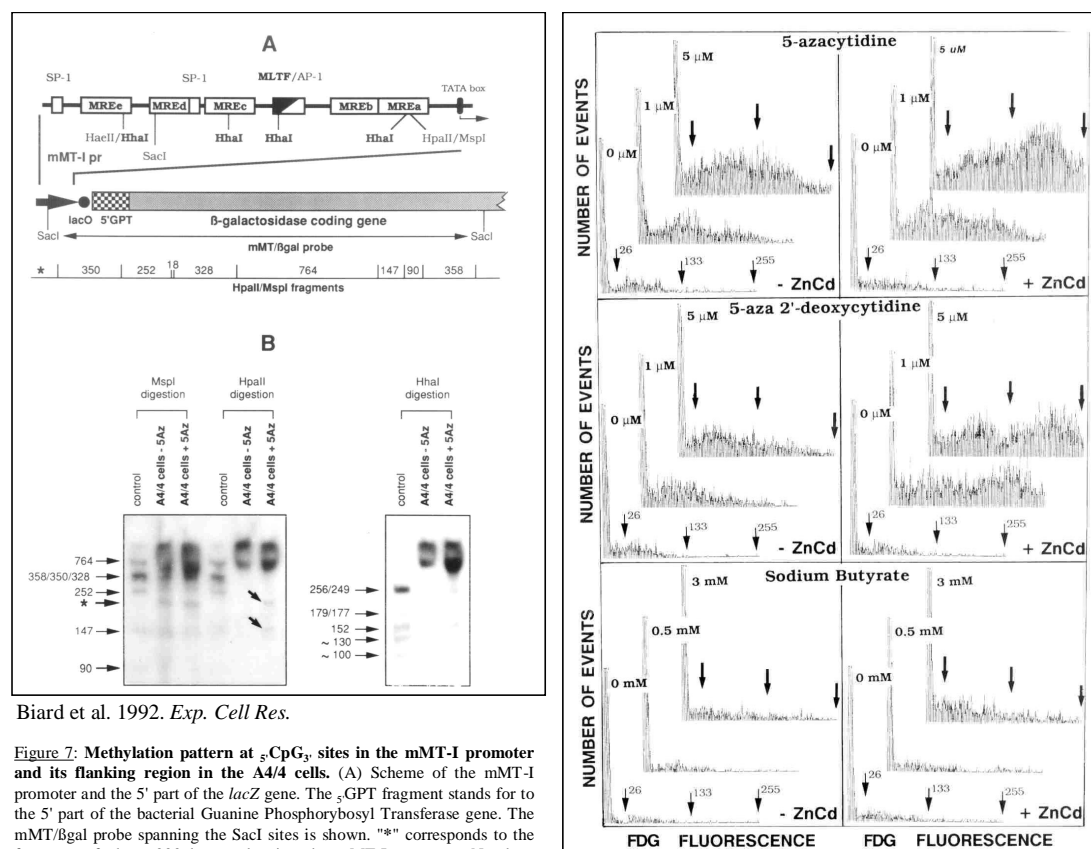 A
SP-1
SP-1
MLTF/AP-1
TATA box
MREe
MREd
MREc
MREb
MREa
HaeII/HhaI
HhaI
HhaI
HhaI
HpaII/MspI
mMT-I pr
SacI
lacO 5'GPT
ß-galactosidase coding gene
SacI
SacI
mMT/ßgal probe
* 350 252 18 328 764 147 90 358
HpaII/MspI fragments
B
MspI digestion
HpaII digestion
HhaI digestion
control
A4/4 cells - 5Az
A4/4 cells + 5Az
control
A4/4 cells - 5Az
A4/4 cells + 5Az
control
A4/4 cells - 5Az
A4/4 cells + 5Az
764
358/350/328
252
*
147
90
256/249
179/177
152
~ 130
~ 100
Biard et al. 1992. Exp. Cell Res.
Figure 7: Methylation pattern at 5'CpG3' sites in the mMT-I promoter
and its flanking region in the A4/4 cells. (A) Scheme of the mMT-I
promoter and the 5' part of the lacZ gene. The 5'GPT fragment stands for to
the 5' part of the bacterial Guanine Phosphorybosyl Transferase gene. The
mMT/ßgal probe spanning the SacI sites is shown. "*" corresponds to the
5-azacytidine
NUMBER OF EVENTS
5 µM
1 µM
0 µM
26
133
255
- ZnCd
5 uM
1 µM
0 µM
26
133
255
+ ZnCd
5-aza 2'-deoxycytidine
NUMBER OF EVENTS
5 µM
1 µM
0 µM
26
133
255
- ZnCd
5 µM
1 µM
0 µM
26
133
255
+ ZnCd
Sodium Butyrate
NUMBER OF EVENTS
3 mM
0.5 mM
0 mM
26
133
255
- ZnCd
3 mM
0.5 mM
0 mM
26
133
255
+ ZnCd
FDG FLUORESCENCE
FDG FLUORESCENCE